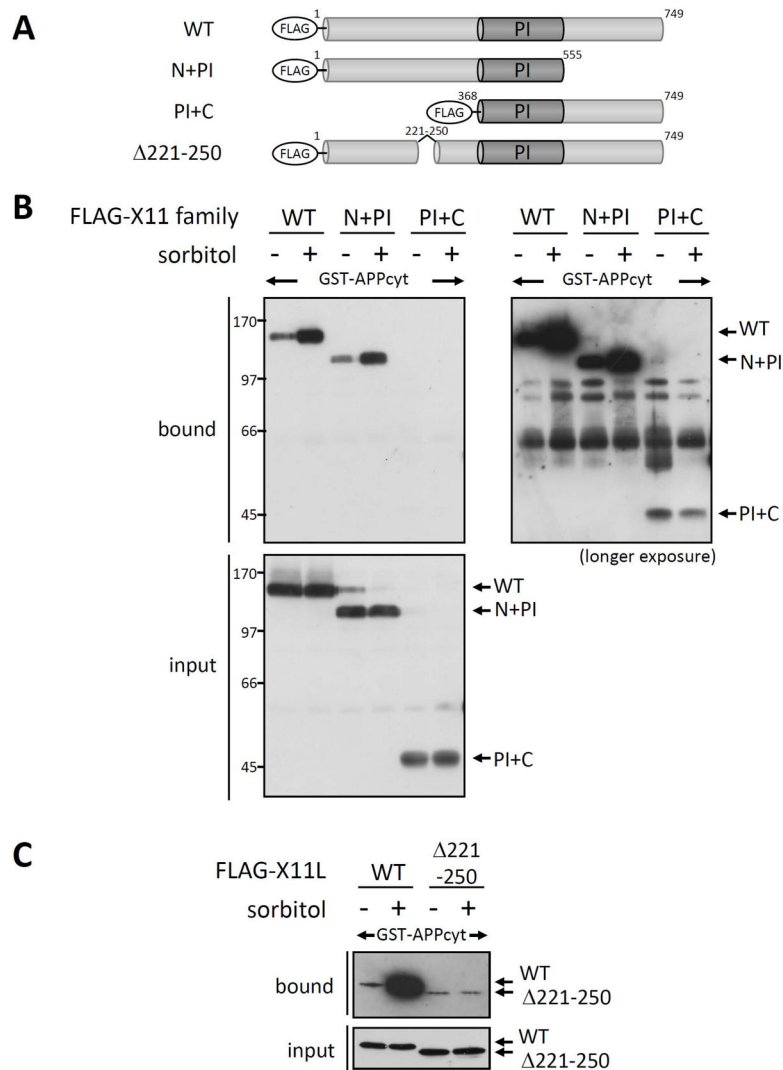 A
WT FLAG 1 PI 749
N+PI FLAG 1 PI 555
PI+C FLAG 368 PI 749
Δ221-250 FLAG 1 221-250 PI 749
B
FLAG-X11 family WT N+PI PI+C WT N+PI PI+C
sorbitol - + - + - + - + - + - +
GST-APPcyt GST-APPcyt
170
97
66
45
bound
WT
N+PI
PI+C
(longer exposure)
170
97
66
45
input
WT
N+PI
PI+C
C
FLAG-X11L WT Δ221
-250
sorbitol - + - +
GST-APPcyt
bound WT
Δ221-250
input WT
Δ221-250